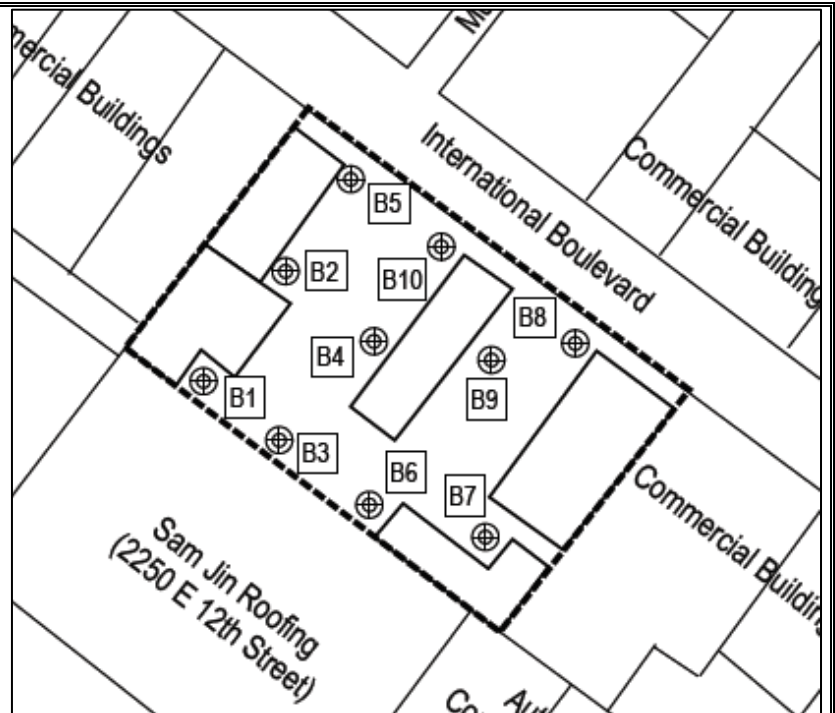 Commercial Buildings
International Boulevard
Commercial Building
B5
B2
B10
B8
B4
B9
B1
B3
B6
B7
Commercial Building
Sam Jin Roofing
(2250 E 12th Street)